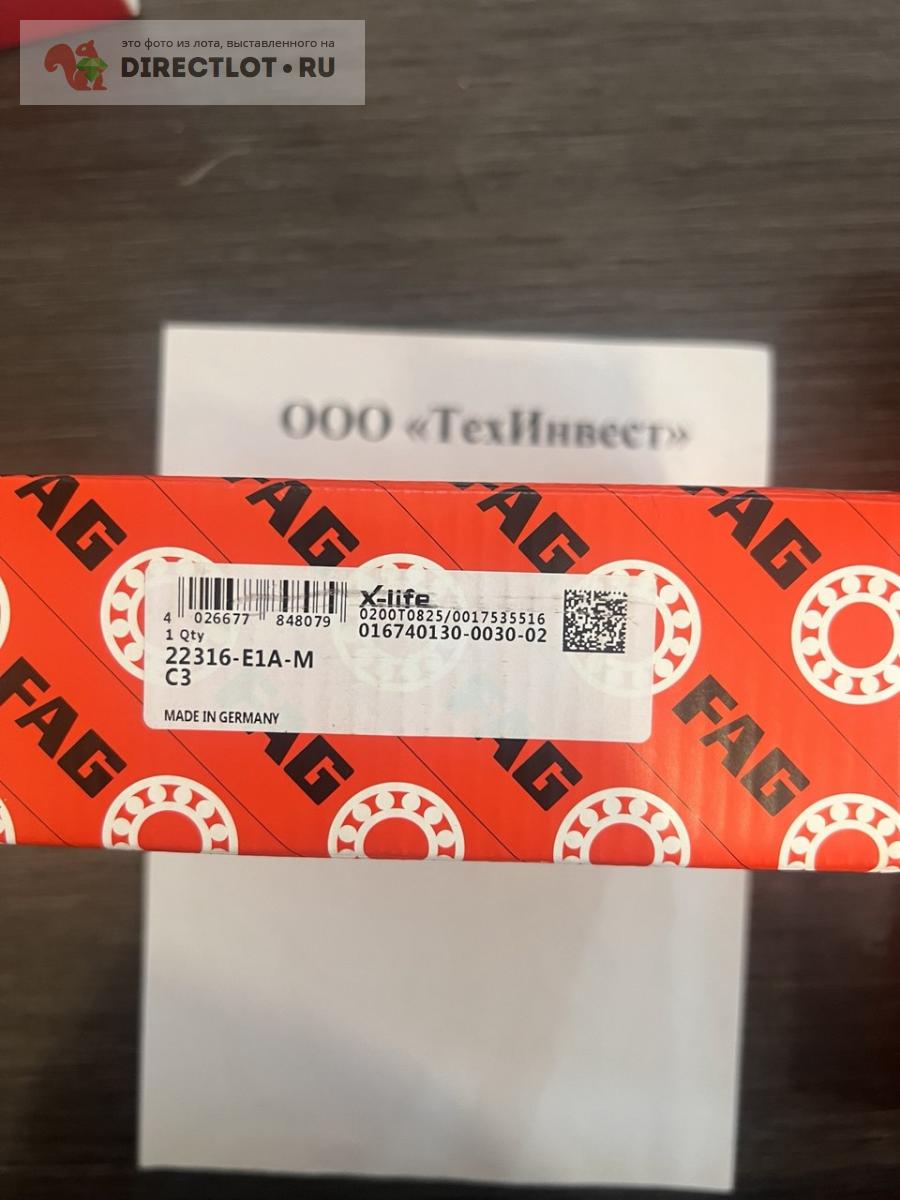 это фото из лота, выставленного на
DIRECTLOT•RU
ООО «ТехИнвест»
FAG FAG FAG FAG
4 026677 848079
X-life
0200T0825/0017535516
016740130-0030-02
1 Qty
22316-E1A-M
C3
MADE IN GERMANY
FAG FAG FAG FAG